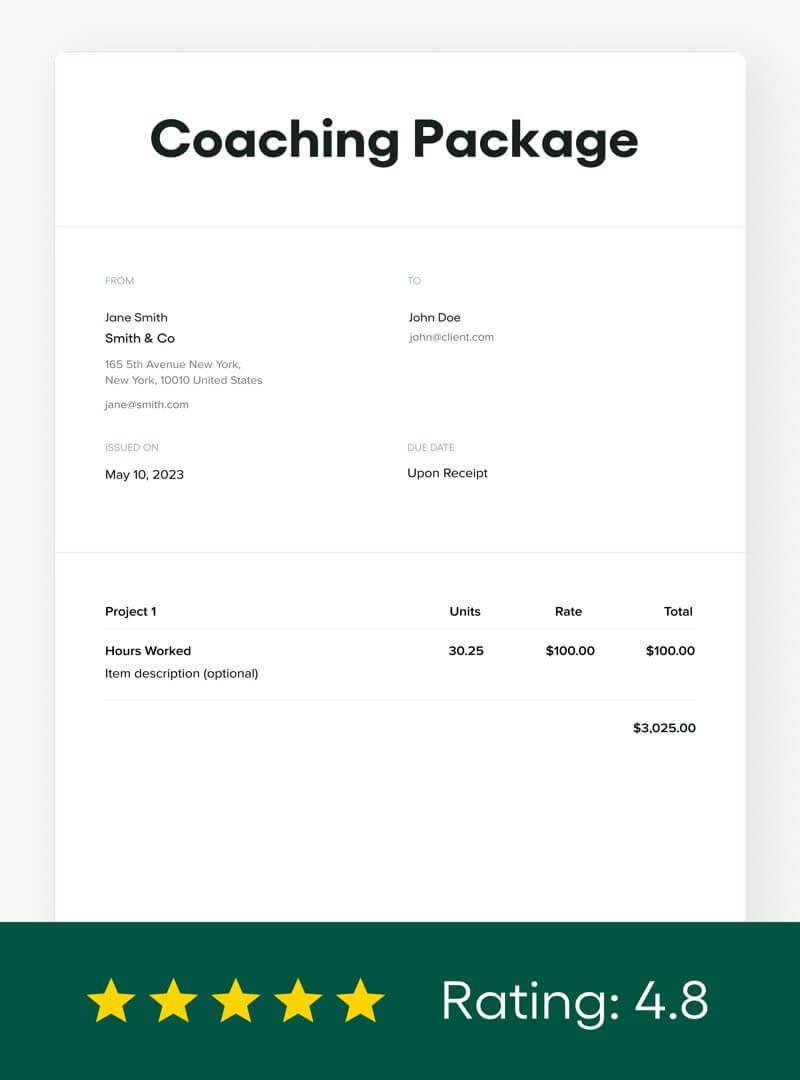 Coaching Package
FROM
TO
Jane Smith
John Doe
Smith & Co
john@client.com
165 5th Avenue New York,
New York, 10010 United States
jane@smith.com
ISSUED ON
DUE DATE
May 10, 2023
Upon Receipt
Project 1 Units Rate Total
Hours Worked 30.25 $100.00 $100.00
Item description (optional)
$3,025.00
Rating: 4.8